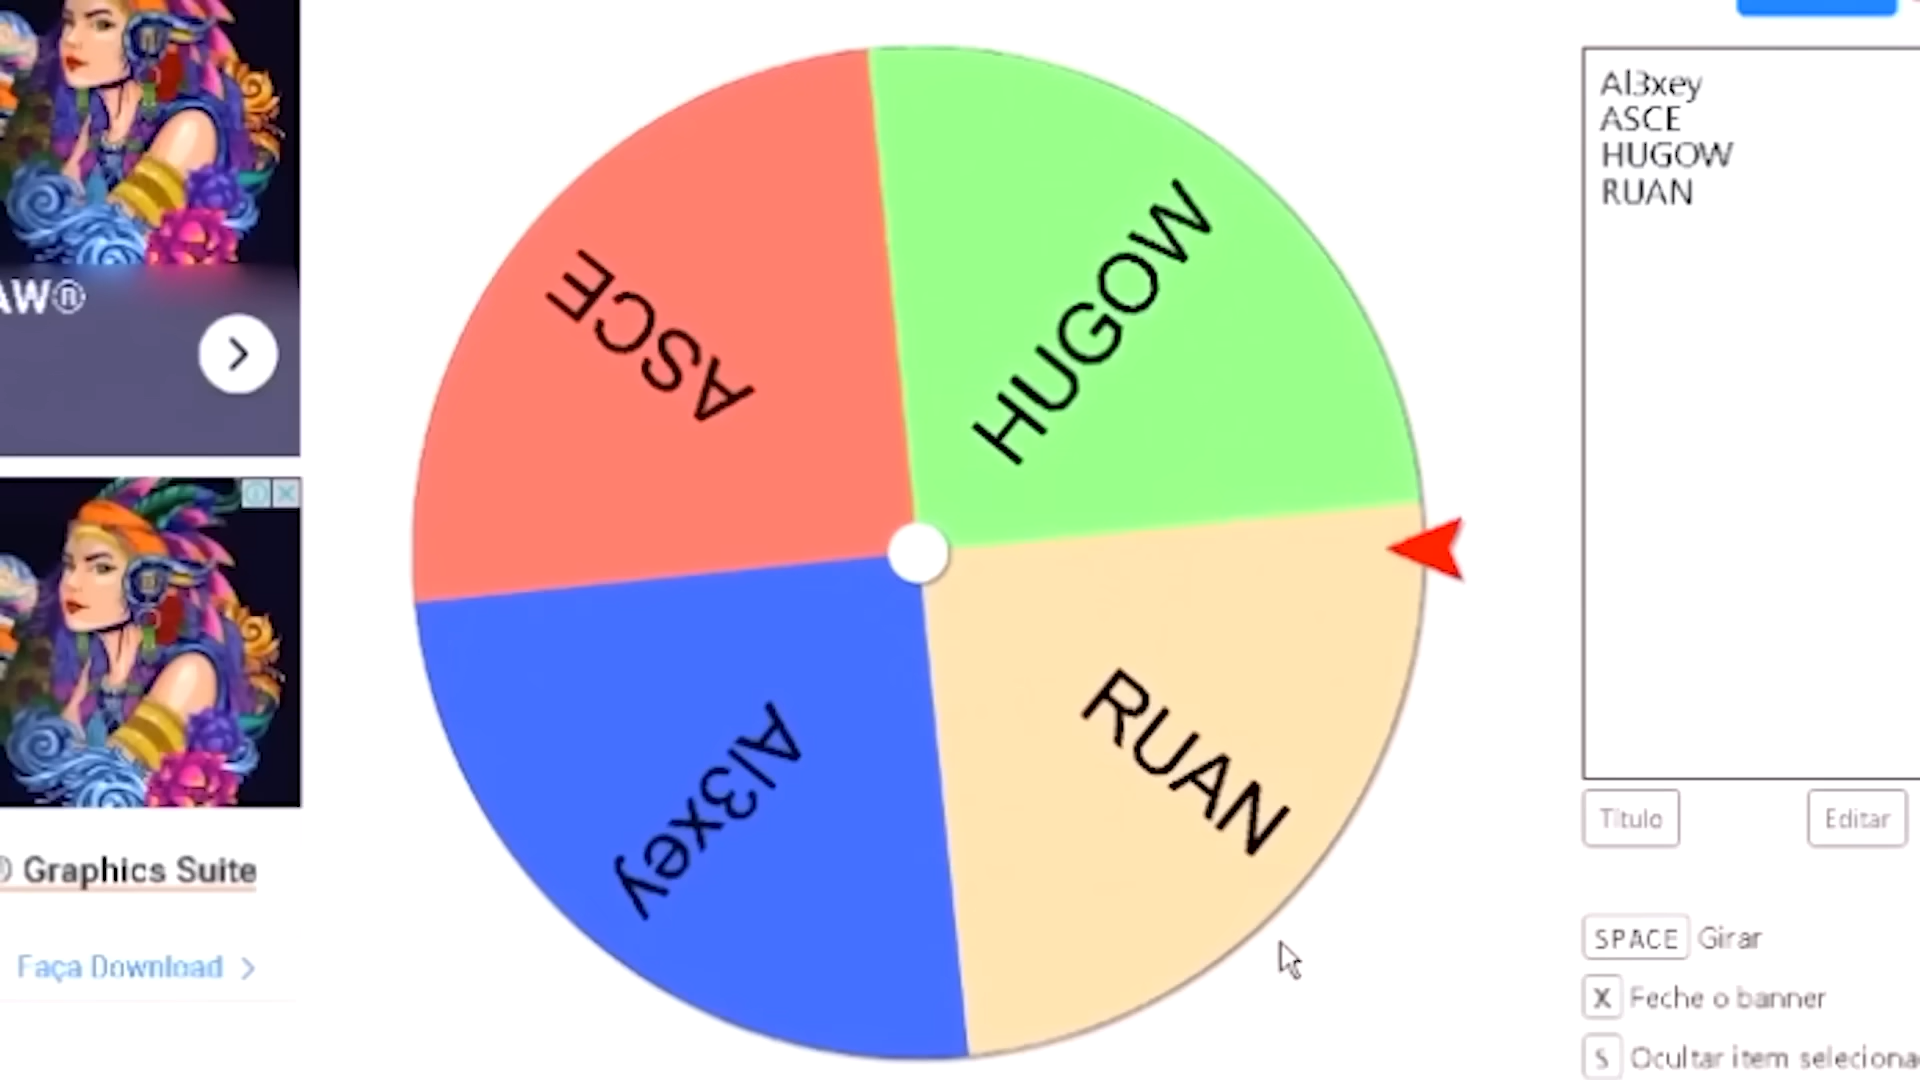 AW®
Graphics Suite
Faça Download
ASCE
HUGOW
Al3xey
RUAN
Al3xey
ASCE
HUGOW
RUAN
Título
Editar
SPACE Girar
X Feche o banner
S Ocultar item seleciona